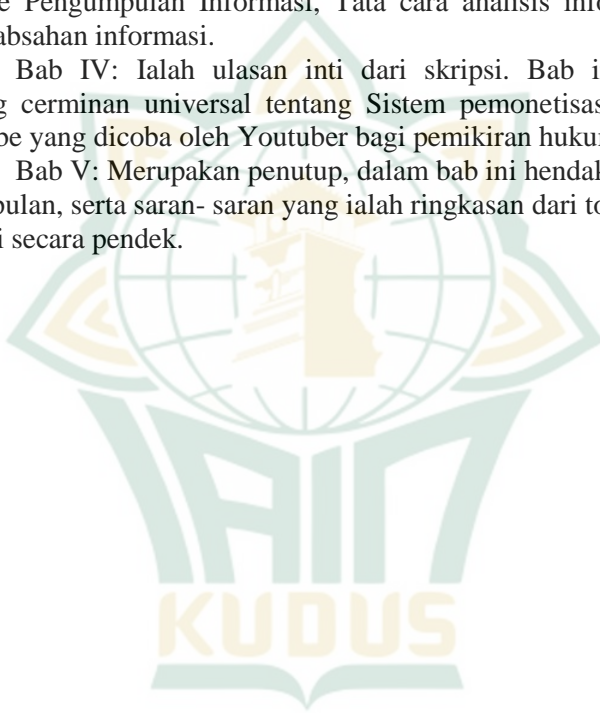 e Pengumpulan Informasi, Tata cara analisis info
absahan informasi.
Bab IV: Ialah ulasan inti dari skripsi. Bab i
g cerminan universal tentang Sistem pemonetisas
be yang dicoba oleh Youtuber bagi pemikiran huku
Bab V: Merupakan penutup, dalam bab ini hendak
pulan, serta saran- saran yang ialah ringkasan dari to
i secara pendek.
IAIN
KUDUS